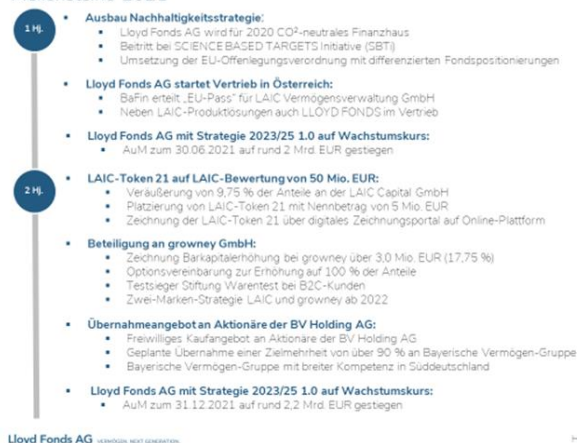 1 Hj.
Ausbau Nachhaltigkeitsstrategie:
Lloyd Fonds AG wird für 2020 CO²-neutrales Finanzhaus
Beitritt bei SCIENCE BASED TARGETS Initiative (SBTi)
Umsetzung der EU-Offenlegungsverordnung mit differenzierten Fondspositionierungen
Lloyd Fonds AG startet Vertrieb in Österreich:
BaFin erteilt „EU-Pass“ für LAIC Vermögensverwaltung GmbH
Neben LAIC-Produktlösungen auch LLOYD FONDS im Vertrieb
Lloyd Fonds AG mit Strategie 2023/25 1.0 auf Wachstumskurs:
AuM zum 30.06.2021 auf rund 2 Mrd. EUR gestiegen
2 Hj.
LAIC-Token 21 auf LAIC-Bewertung von 50 Mio. EUR:
Veräußerung von 9,75 % der Anteile an der LAIC Capital GmbH
Platzierung von LAIC-Token 21 mit Nennbetrag von 5 Mio. EUR
Zeichnung der LAIC-Token 21 über digitales Zeichnungsportal auf Online-Plattform
Beteiligung an growney GmbH:
Zeichnung Barkapitalerhöhung bei growney über 3,0 Mio. EUR (17,75 %)
Optionsvereinbarung zur Erhöhung auf 100 % der Anteile
Testsieger Stiftung Warentest bei B2C-Kunden
Zwei-Marken-Strategie LAIC und growney ab 2022
Übernahmeangebot an Aktionäre der BV Holding AG:
Freiwilliges Kaufangebot an Aktionäre der BV Holding AG
Geplante Übernahme einer Zielmehrheit von über 90 % an Bayerische Vermögen-Gruppe
Bayerische Vermögen-Gruppe mit breiter Kompetenz in Süddeutschland
Lloyd Fonds AG mit Strategie 2023/25 1.0 auf Wachstumskurs:
AuM zum 31.12.2021 auf rund 2,2 Mrd. EUR gestiegen
Lloyd Fonds AG VERMÖGEN. NEXT GENERATION.